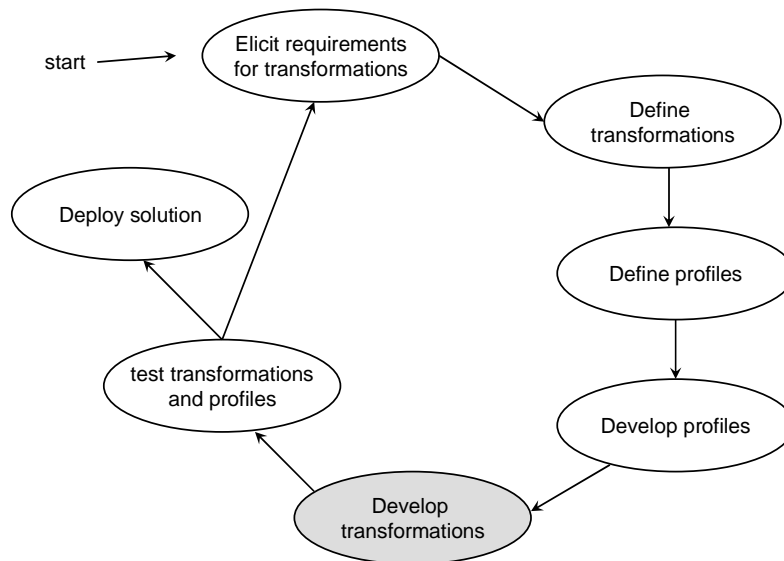 start
Elicit requirements
for transformations
Define
transformations
Define profiles
Develop profiles
Develop
transformations
test transformations
and profiles
Deploy solution